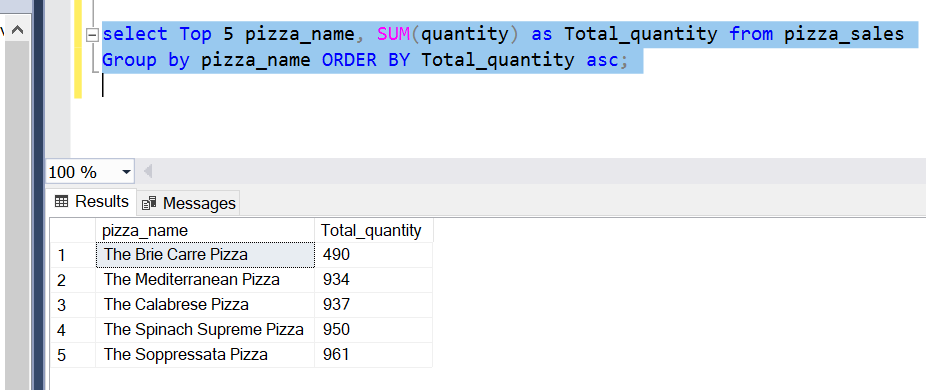 select Top 5 pizza_name, SUM(quantity) as Total_quantity from pizza_sales
Group by pizza_name ORDER BY Total_quantity asc;
100 %
Results Messages
pizza_name Total_quantity
1 The Brie Carre Pizza 490
2 The Mediterranean Pizza 934
3 The Calabrese Pizza 937
4 The Spinach Supreme Pizza 950
5 The Soppressata Pizza 961